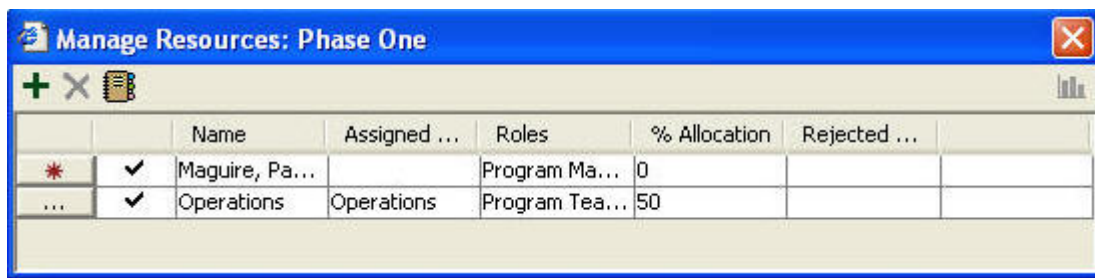 Manage Resources: Phase One
Name Assigned ... Roles % Allocation Rejected ...
Maguire, Pa... Program Ma... 0
... Operations Operations Program Tea... 50